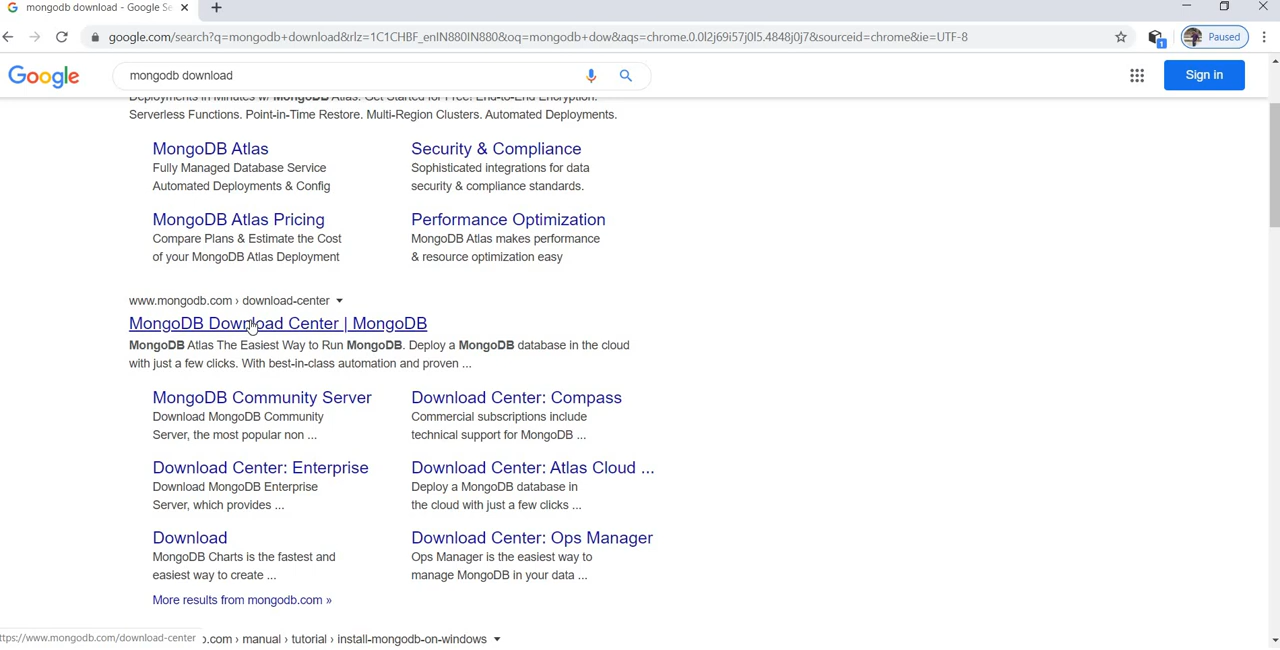 mongodb download - Google Se
google.com/search?q=mongodb+download&rlz=1C1CHBF_enIN880IN880&oq=mongodb+dow&aqs=chrome.0.0l2j69i57j0l5.4848j0j7&sourceid=chrome&ie=UTF-8
1
Paused
Google
mongodb download
Sign in
Deployments in Minutes w/ MongoDB Atlas. Get Started for Free! End-to-End Encryption.
Serverless Functions. Point-in-Time Restore. Multi-Region Clusters. Automated Deployments.
MongoDB Atlas
Fully Managed Database Service
Automated Deployments & Config
Security & Compliance
Sophisticated integrations for data
security & compliance standards.
MongoDB Atlas Pricing
Compare Plans & Estimate the Cost
of your MongoDB Atlas Deployment
Performance Optimization
MongoDB Atlas makes performance
& resource optimization easy
www.mongodb.com › download-center
MongoDB Download Center | MongoDB
MongoDB Atlas The Easiest Way to Run MongoDB. Deploy a MongoDB database in the cloud
with just a few clicks. With best-in-class automation and proven ...
MongoDB Community Server
Download MongoDB Community
Server, the most popular non ...
Download Center: Compass
Commercial subscriptions include
technical support for MongoDB ...
Download Center: Enterprise
Download MongoDB Enterprise
Server, which provides ...
Download Center: Atlas Cloud ...
Deploy a MongoDB database in
the cloud with just a few clicks ...
Download
MongoDB Charts is the fastest and
easiest way to create ...
Download Center: Ops Manager
Ops Manager is the easiest way to
manage MongoDB in your data ...
More results from mongodb.com »
ttps://www.mongodb.com/download-center
o.com › manual › tutorial › install-mongodb-on-windows